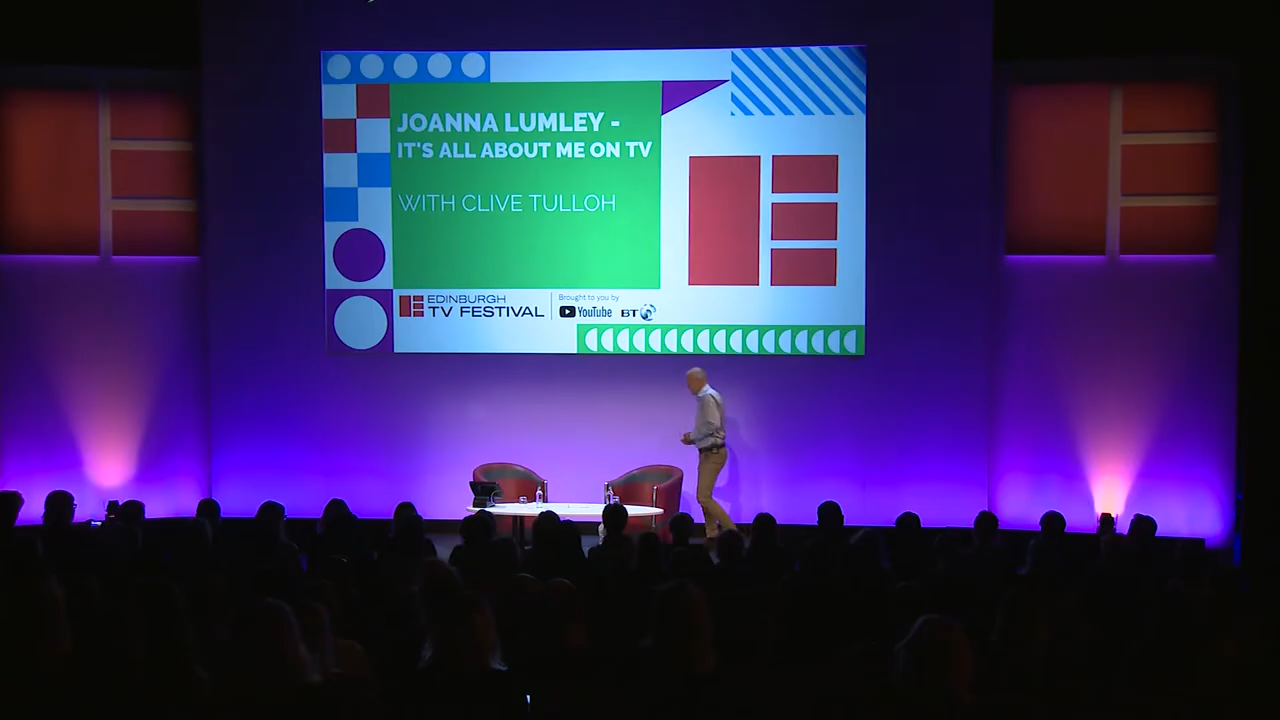 JOANNA LUMLEY -
IT'S ALL ABOUT ME ON TV
WITH CLIVE TULLOH
EDINBURGH
TV FESTIVAL
Brought to you by
YouTube BT